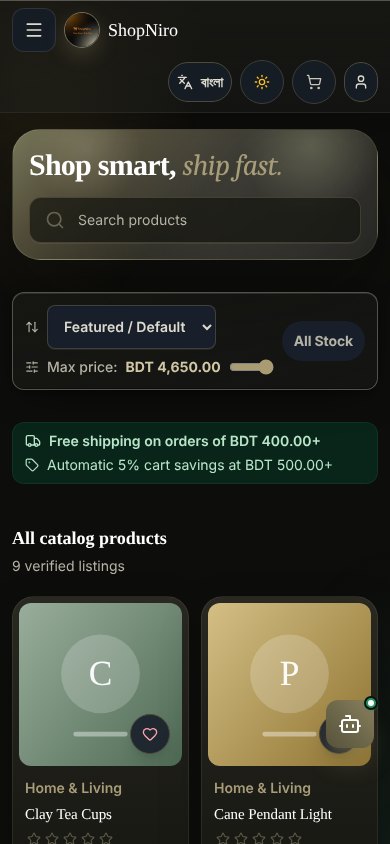 ShopNiro
বাংলা
Shop smart, ship fast.
Search products
Featured / Default
All Stock
Max price: BDT 4,650.00
Free shipping on orders of BDT 400.00+
Automatic 5% cart savings at BDT 500.00+
All catalog products
9 verified listings
C
P
Home & Living
Home & Living
Clay Tea Cups
Cane Pendant Light